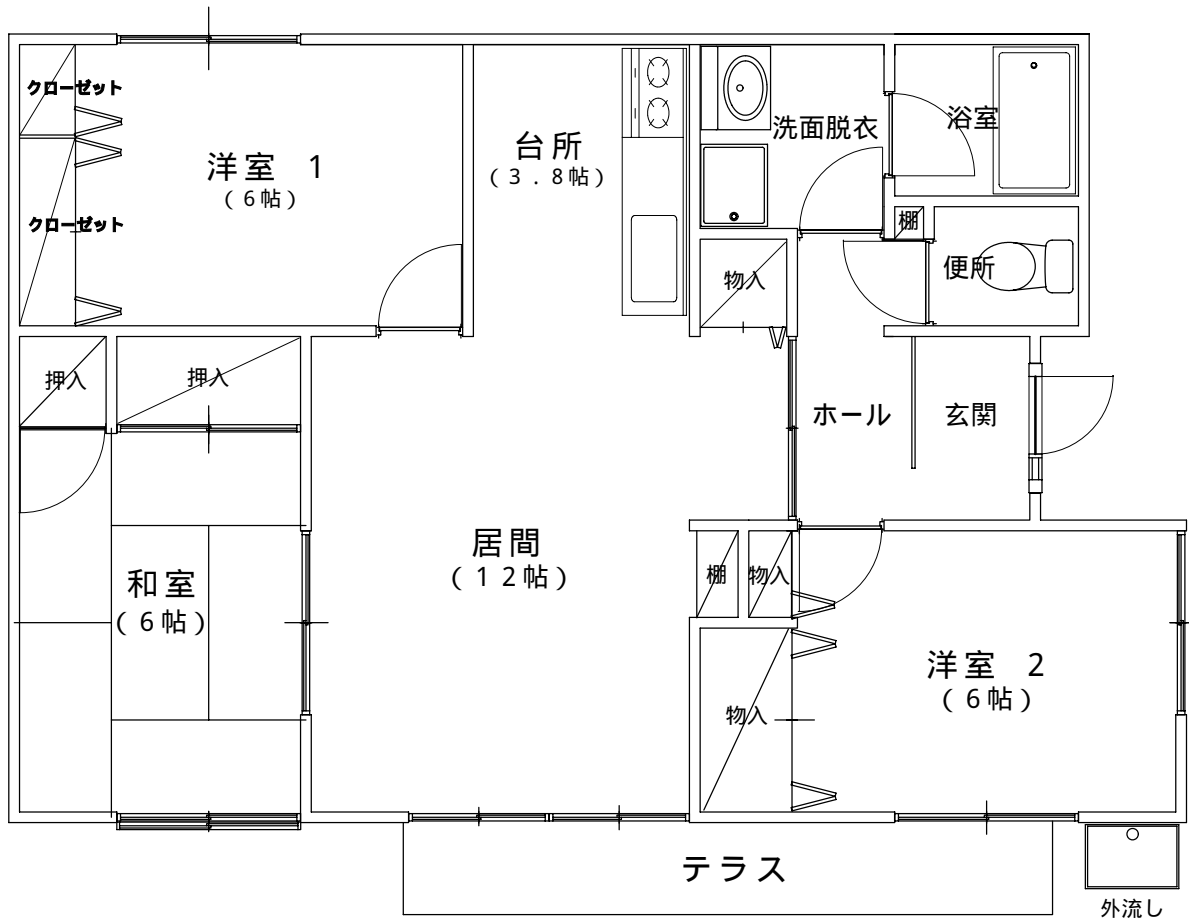 クローゼット
クローゼット
洋室 1
(6帖)
台所
(3.8帖)
洗面脱衣
浴室
棚
便所
物入
押入
押入
ホール
玄関
和室
(6帖)
居間
(12帖)
棚
物入
物入
洋室 2
(6帖)
テラス
外流し